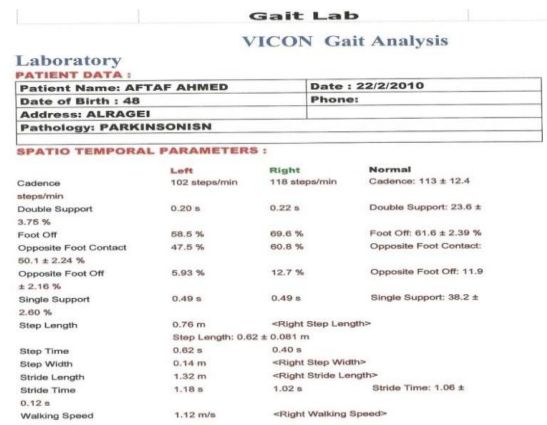 Gait Lab
VICON Gait Analysis
Laboratory
PATIENT DATA :
Patient Name: AFTAF AHMED Date : 22/2/2010
Date of Birth : 48 Phone:
Address: ALRAGEI
Pathology: PARKINSONISN
SPATIO TEMPORAL PARAMETERS :
Left Right Normal
Cadence 102 steps/min 118 steps/min Cadence: 113 ± 12.4
steps/min
Double Support 0.20 s 0.22 s Double Support: 23.6 ±
3.75 %
Foot Off 58.5 % 69.6 % Foot Off: 61.6 ± 2.39 %
Opposite Foot Contact 47.5 % 60.8 % Opposite Foot Contact:
50.1 ± 2.24 %
Opposite Foot Off 5.93 % 12.7 % Opposite Foot Off: 11.9
± 2.16 %
Single Support 0.49 s 0.49 s Single Support: 38.2 ±
2.60 %
Step Length 0.76 m <Right Step Length>
Step Length: 0.62 ± 0.081 m
Step Time 0.62 s 0.40 s
Step Width 0.14 m <Right Step Width>
Stride Length 1.32 m <Right Stride Length>
Stride Time 1.18 s 1.02 s Stride Time: 1.06 ±
0.12 s
Walking Speed 1.12 m/s <Right Walking Speed>